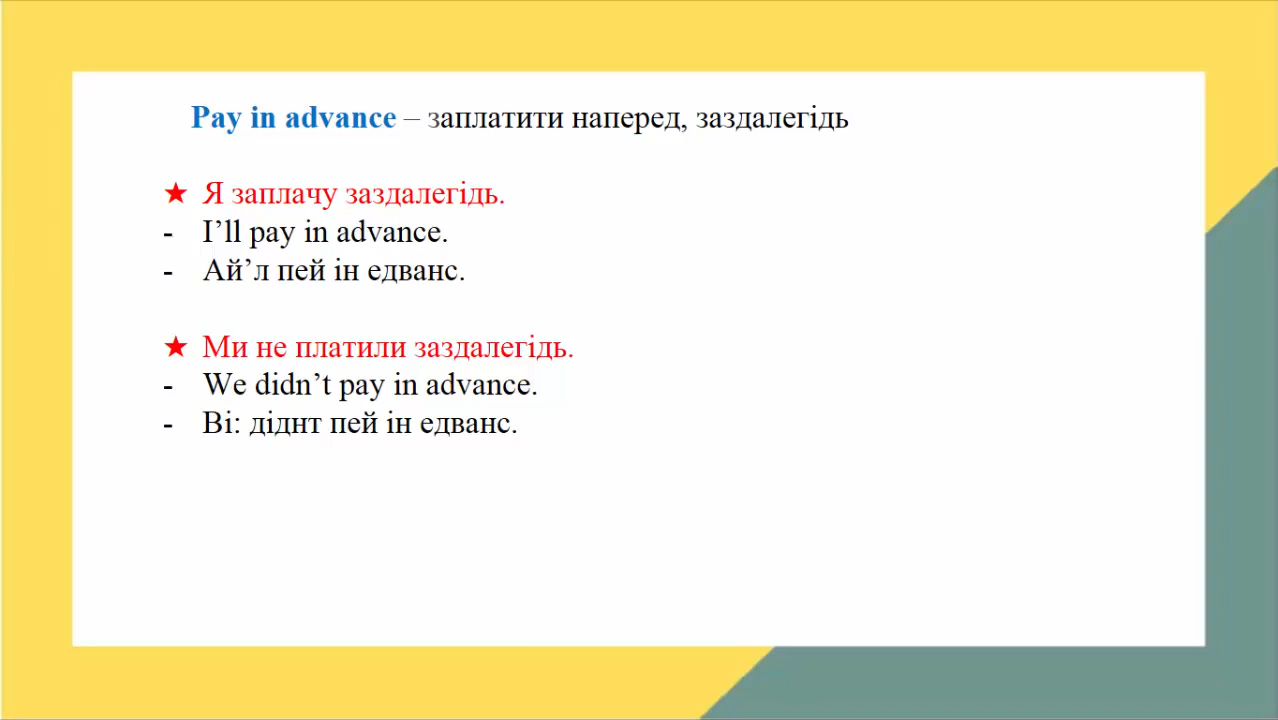 Pay in advance – заплатити наперед, заздалегідь
★ Я заплачу заздалегідь.
- I’ll pay in advance.
- Ай’л пей ін едванс.
★ Ми не платили заздалегідь.
- We didn’t pay in advance.
- Ві: діднт пей ін едванс.